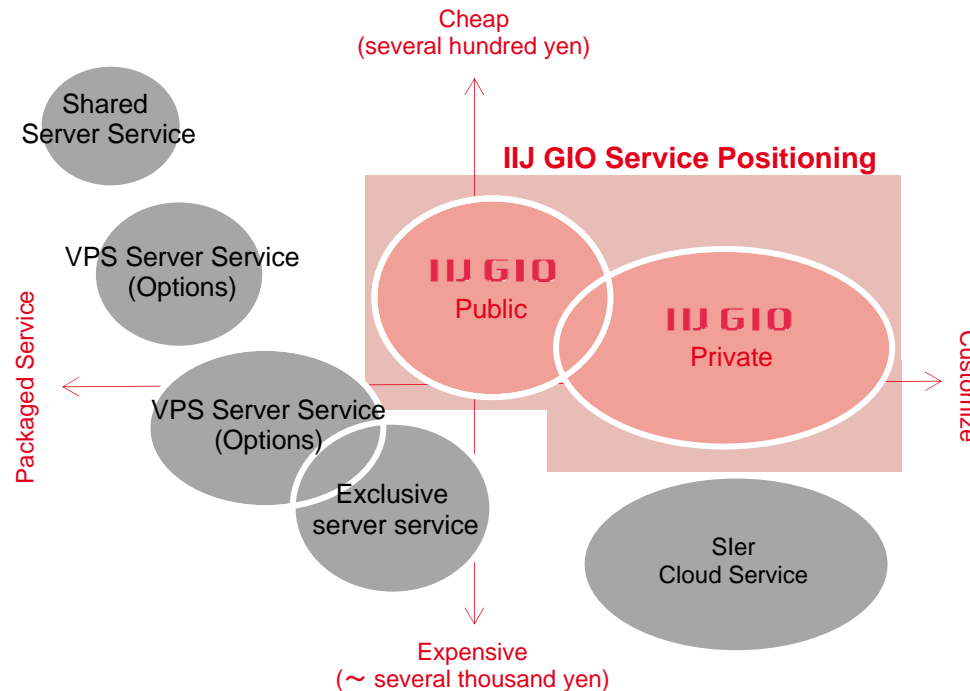 Cheap
(several hundred yen)
Shared
Server Service
IIJ GIO Service Positioning
VPS Server Service
(Options)
IIJ GIO
Public
IIJ GIO
Private
Packaged Service
Customize
VPS Server Service
(Options)
Exclusive
server service
SIer
Cloud Service
Expensive
(~ several thousand yen)